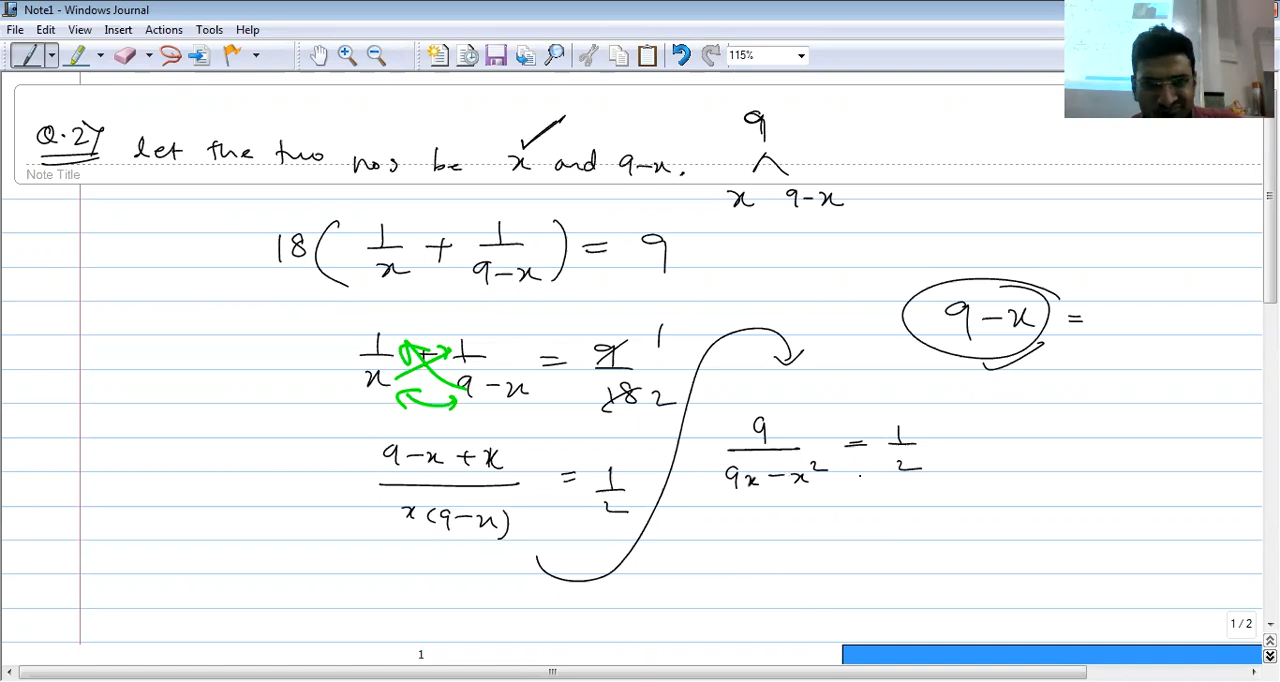 Note1 - Windows Journal
File Edit View Insert Actions Tools Help
115%
Q.27 let the two nos be x and 9-x.
9
x 9-x
Note Title
18( 1/x + 1/(9-x) ) = 9
9-x =
1/x + 1/(9-x) = 9/18 1 2
(9-x+x)/(x(9-x)) = 1/2
9/(9x-x²) = 1/2
1 / 2
1